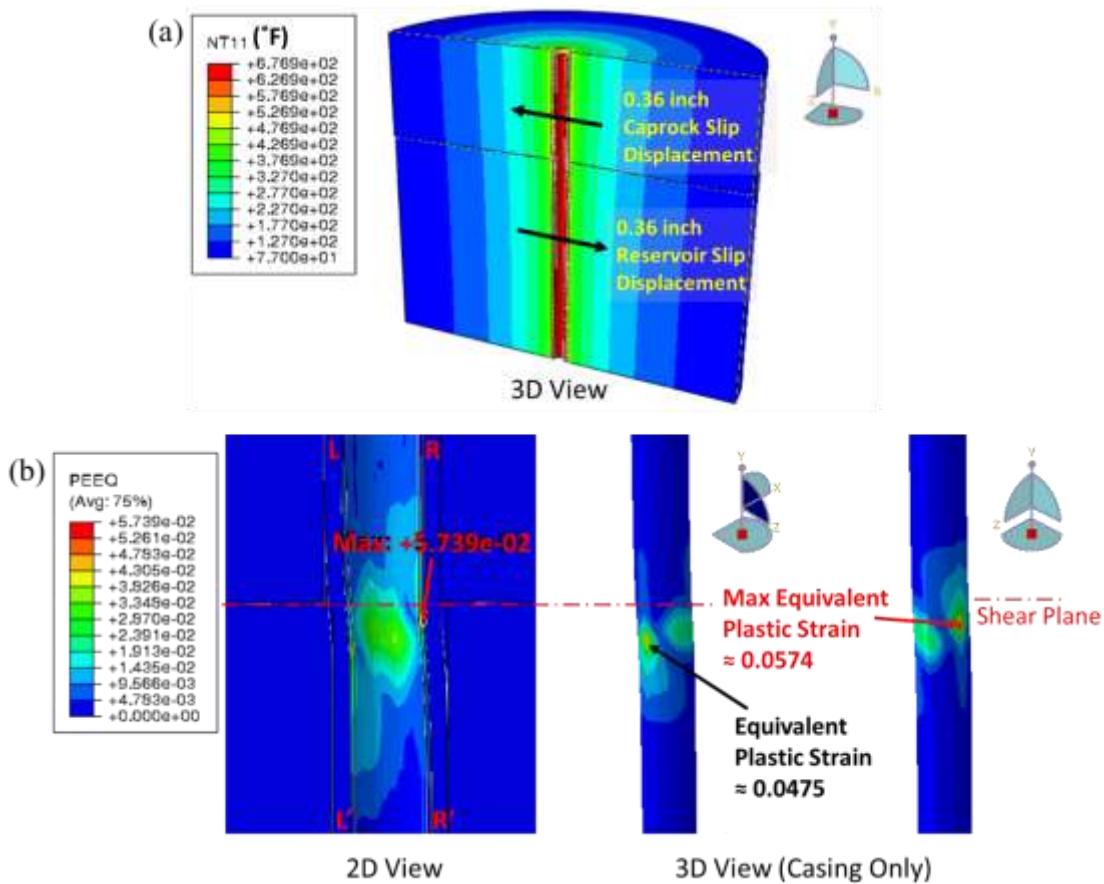 (a)
NT11 (°F)
+6.769e+02
+6.269e+02
+5.769e+02
+5.269e+02
+4.769e+02
+4.269e+02
+3.769e+02
+3.270e+02
+2.770e+02
+2.270e+02
+1.770e+02
+1.270e+02
+7.700e+01
0.36 inch
Caprock Slip
Displacement
0.36 inch
Reservoir Slip
Displacement
Y
3D View
(b)
PEEQ
(Avg: 75%)
+5.739e-02
+5.261e-02
+4.783e-02
+4.305e-02
+3.826e-02
+3.348e-02
+2.870e-02
+2.391e-02
+1.913e-02
+1.435e-02
+9.566e-03
+4.783e-03
+0.000e+00
L
R
Max: +5.739e-02
L'
R'
2D View
Y
X
Z
Y
Z
Max Equivalent
Plastic Strain
≈ 0.0574
Shear Plane
Equivalent
Plastic Strain
≈ 0.0475
3D View (Casing Only)